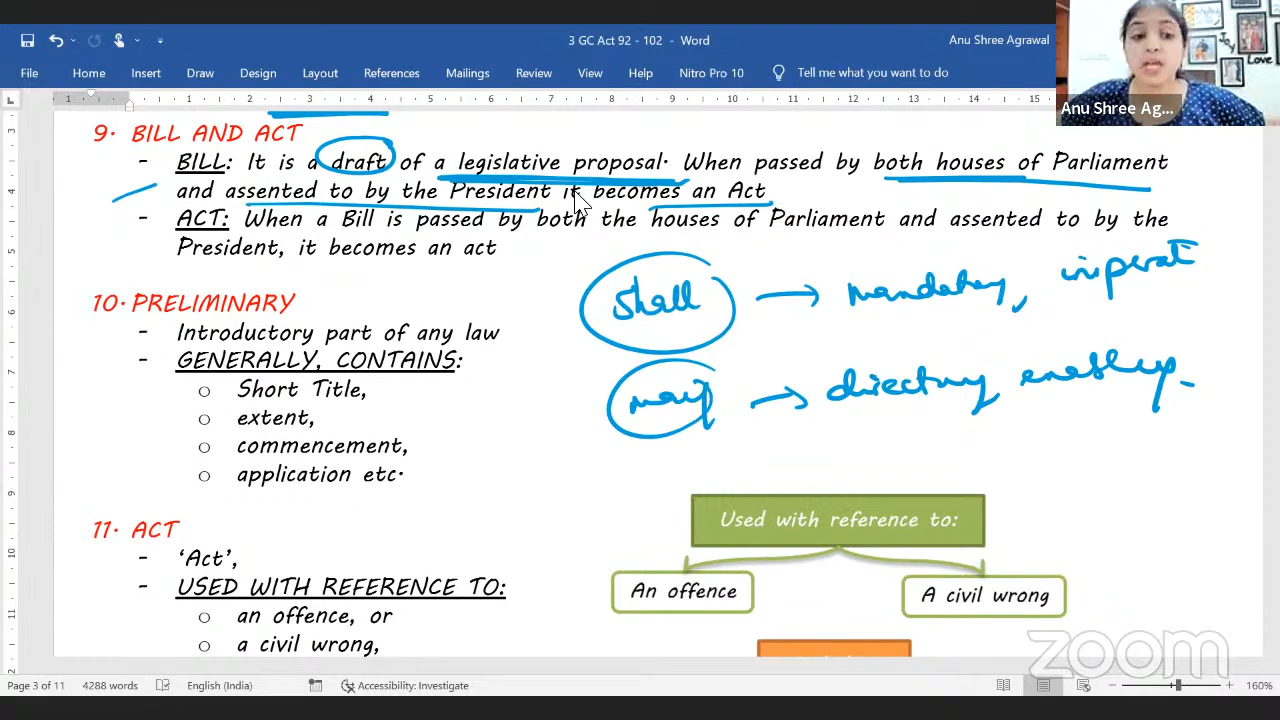 3 GC Act 92 - 102 - Word
Anu Shree Agrawal
File Home Insert Draw Design Layout References Mailings Review View Help Nitro Pro 10 Tell me what you want to do
Anu Shree Ag...
9. BILL AND ACT
- BILL: It is a draft of a legislative proposal. When passed by both houses of Parliament
and assented to by the President it becomes an Act
- ACT: When a Bill is passed by both the houses of Parliament and assented to by the
President, it becomes an act
shall → mandatory,
10. PRELIMINARY
- Introductory part of any law
- GENERALLY, CONTAINS:
o Short Title,
may → directory
o extent,
o commencement,
o application etc.
11. ACT
- 'Act',
- USED WITH REFERENCE TO:
o an offence, or
o a civil wrong,
Used with reference to:
An offence
A civil wrong
zoom
Page 3 of 11 4288 words English (India) Accessibility: Investigate 160%